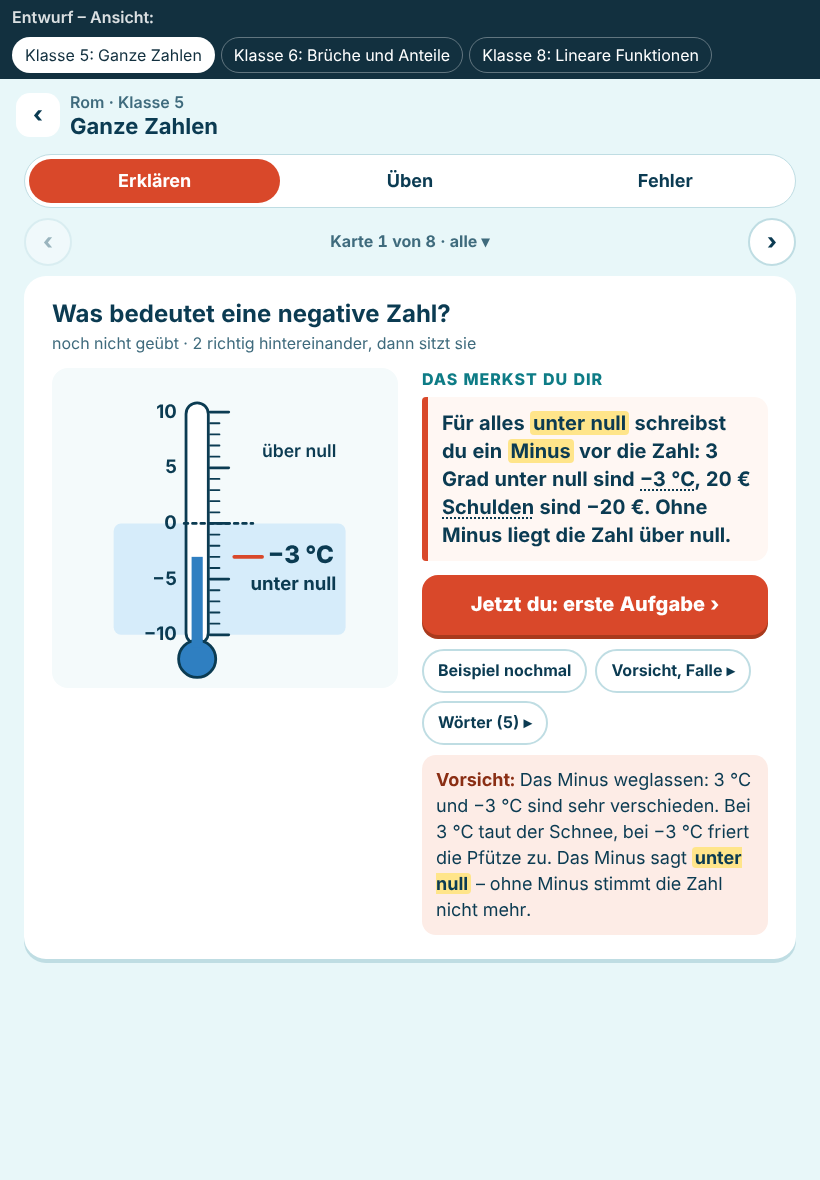 Entwurf – Ansicht:
Klasse 5: Ganze Zahlen
Klasse 6: Brüche und Anteile
Klasse 8: Lineare Funktionen
‹
Rom · Klasse 5
Ganze Zahlen
Erklären
Üben
Fehler
‹
Karte 1 von 8 · alle ▾
›
Was bedeutet eine negative Zahl?
noch nicht geübt · 2 richtig hintereinander, dann sitzt sie
10
5
0
−5
−10
über null
−3 °C
unter null
DAS MERKST DU DIR
Für alles unter null schreibst
du ein Minus vor die Zahl: 3
Grad unter null sind −3 °C, 20 €
Schulden sind −20 €. Ohne
Minus liegt die Zahl über null.
Jetzt du: erste Aufgabe ›
Beispiel nochmal
Vorsicht, Falle ▸
Wörter (5) ▸
Vorsicht: Das Minus weglassen: 3 °C
und −3 °C sind sehr verschieden. Bei
3 °C taut der Schnee, bei −3 °C friert
die Pfütze zu. Das Minus sagt unter
null – ohne Minus stimmt die Zahl
nicht mehr.